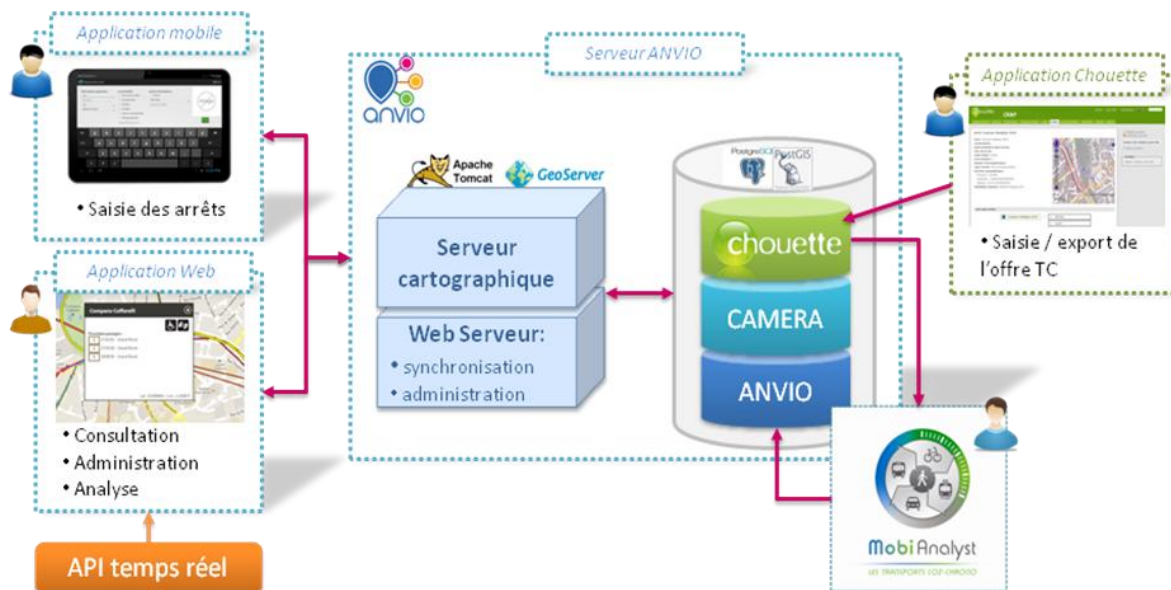 Application mobile
• Saisie des arrêts
Application Web
Compans Caffarelli
• Consultation
• Administration
• Analyse
API temps réel
Serveur ANVIO
anvio
Apache
Tomcat
GeoServer
Serveur
cartographique
Web Serveur:
• synchronisation
• administration
PostgreSQL
PostGIS
chouette
CAMERA
ANVIO
Application Chouette
• Saisie / export de
l'offre TC
MobiAnalyst
LES TRANSPORTS CO2-CHRONO